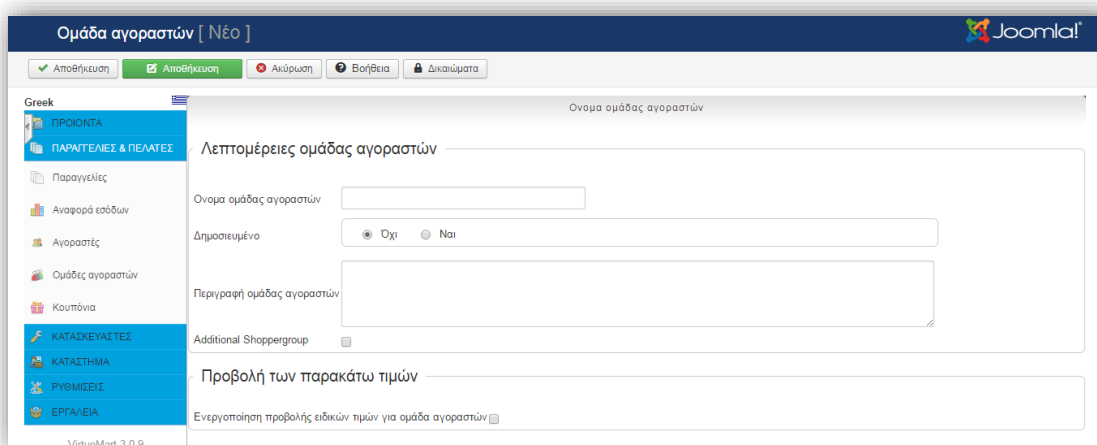 Ομάδα αγοραστών [ Νέο ]
Joomla!
Αποθήκευση
Αποθήκευση
Ακύρωση
Βοήθεια
Δικαιώματα
Greek
Ονομα ομάδας αγοραστών
ΠΡΟΙΟΝΤΑ
ΠΑΡΑΓΓΕΛΙΕΣ & ΠΕΛΑΤΕΣ
Παραγγελίες
Αναφορά εσόδων
Αγοραστές
Ομάδες αγοραστών
Κουπόνια
ΚΑΤΑΣΚΕΥΑΣΤΕΣ
ΚΑΤΑΣΤΗΜΑ
ΡΥΘΜΙΣΕΙΣ
ΕΡΓΑΛΕΙΑ
VirtueMart 3.0.9
Λεπτομέρειες ομάδας αγοραστών
Ονομα ομάδας αγοραστών
Δημοσιευμένο
Όχι
Ναι
Περιγραφή ομάδας αγοραστών
Additional Shoppergroup
Προβολή των παρακάτω τιμών
Ενεργοποίηση προβολής ειδικών τιμών για ομάδα αγοραστών